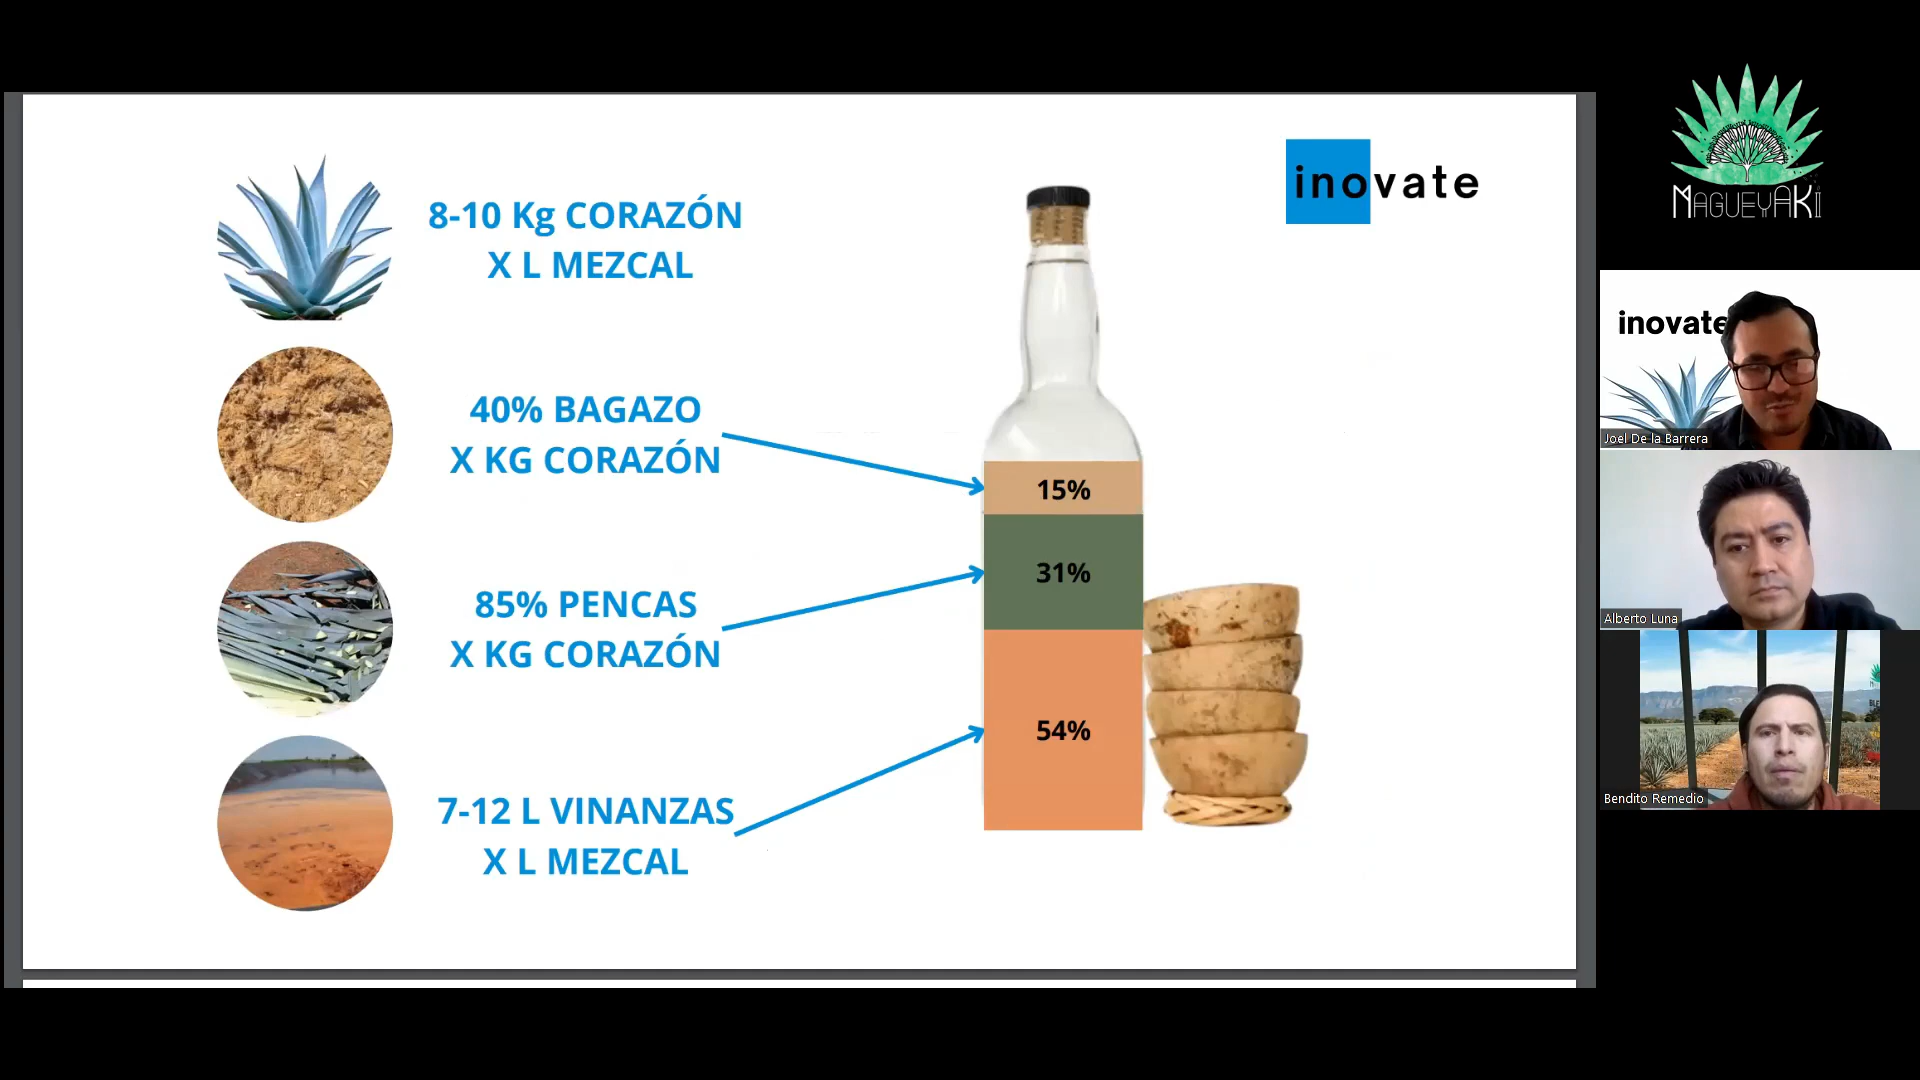 8-10 Kg CORAZÓN
X L MEZCAL
40% BAGAZO
X KG CORAZÓN
85% PENCAS
X KG CORAZÓN
7-12 L VINANZAS
X L MEZCAL
15%
31%
54%
inovate
MAGUEYAKI
inovate
Joel De la Barrera
Alberto Luna
Bendito Remedio